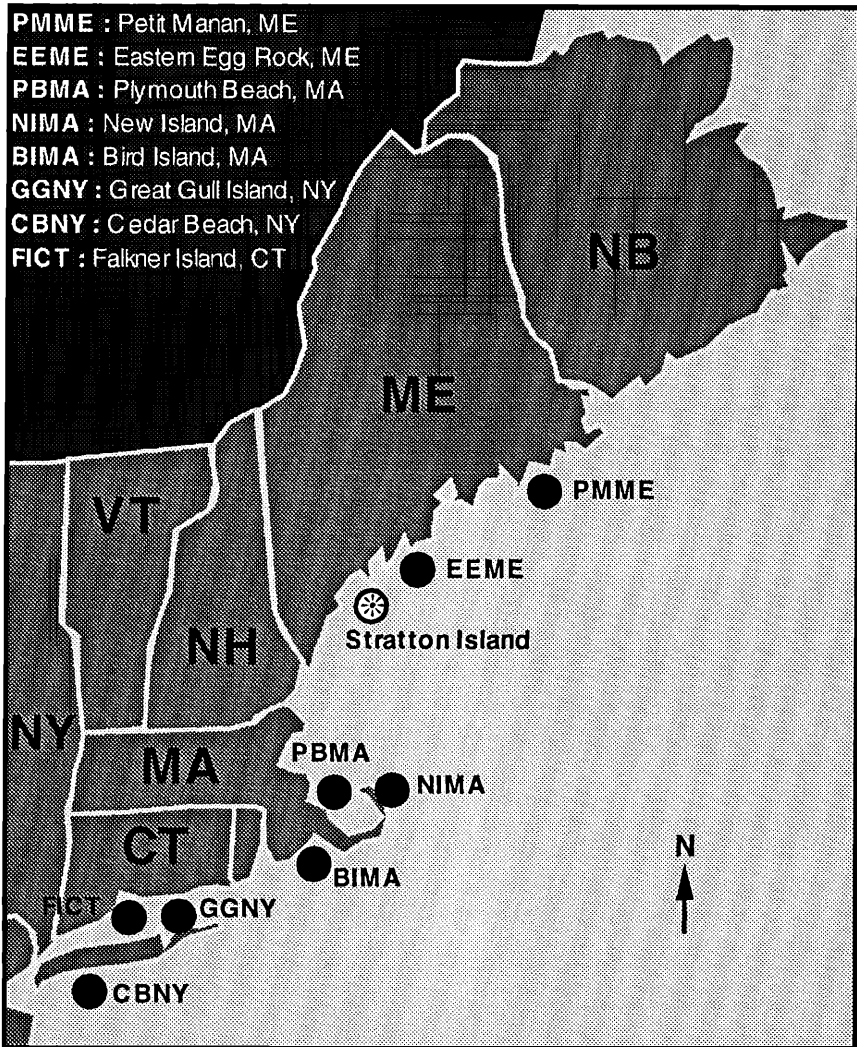 PMME : Petit Manan, ME
EEME : Eastern Egg Rock, ME
PBMA : Plymouth Beach, MA
NIMA : New Island, MA
BIMA : Bird Island, MA
GGNY : Great Gull Island, NY
CBNY : Cedar Beach, NY
FICT : Falkner Island, CT
NB
ME
VT
PMME
EEME
Stratton Island
NH
NY
MA
PBMA
NIMA
CT
BIMA
N
FICT
GGNY
CBNY